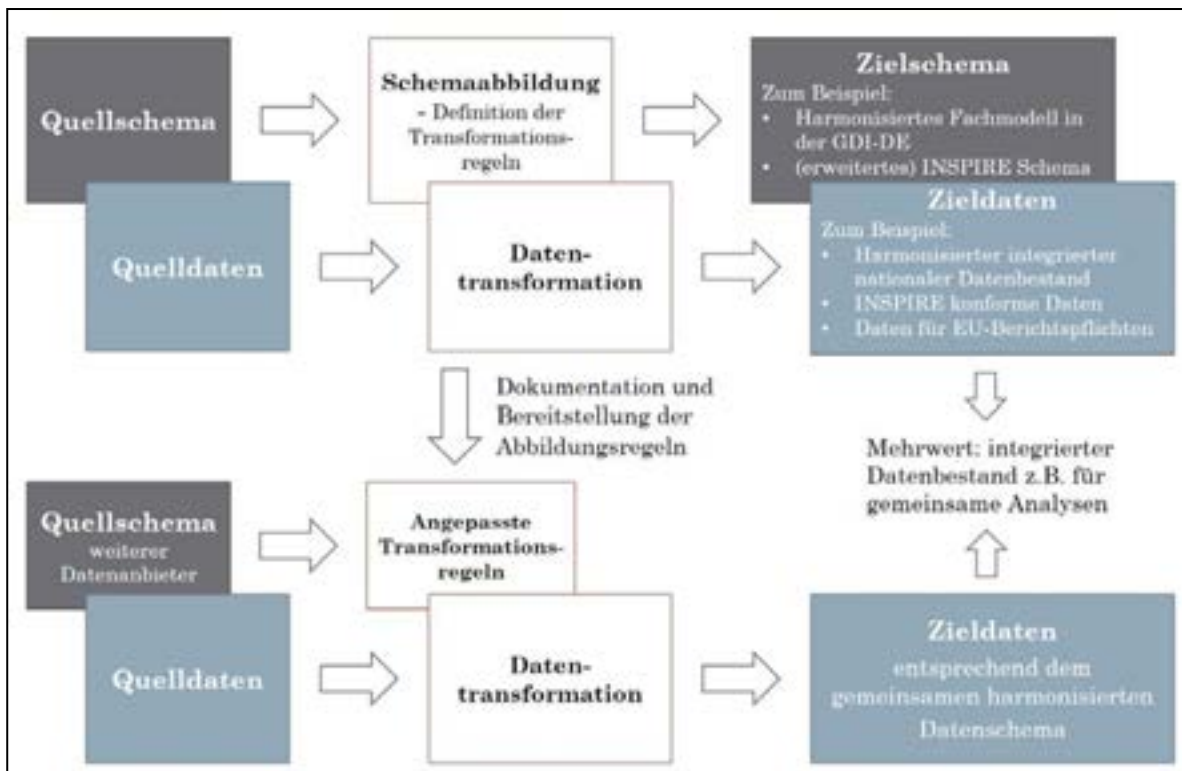 Quellschema
Schemaabbildung
- Definition der
Transformations-
regeln
Zielschema
Zum Beispiel:
• Harmonisiertes Fachmodell in
der GDI-DE
• (erweitertes) INSPIRE Schema
Quelldaten
Daten-
transformation
Zieldaten
Zum Beispiel:
• Harmonisierter integrierter
nationaler Datenbestand
• INSPIRE konforme Daten
• Daten für EU-Berichtspflichten
Dokumentation und
Bereitstellung der
Abbildungsregeln
Mehrwert: integrierter
Datenbestand z.B. für
gemeinsame Analysen
Quellschema
weiterer
Datenanbieter
Angepasste
Transformations-
regeln
Quelldaten
Daten-
transformation
Zieldaten
entsprechend dem
gemeinsamen harmonisierten
Datenschema